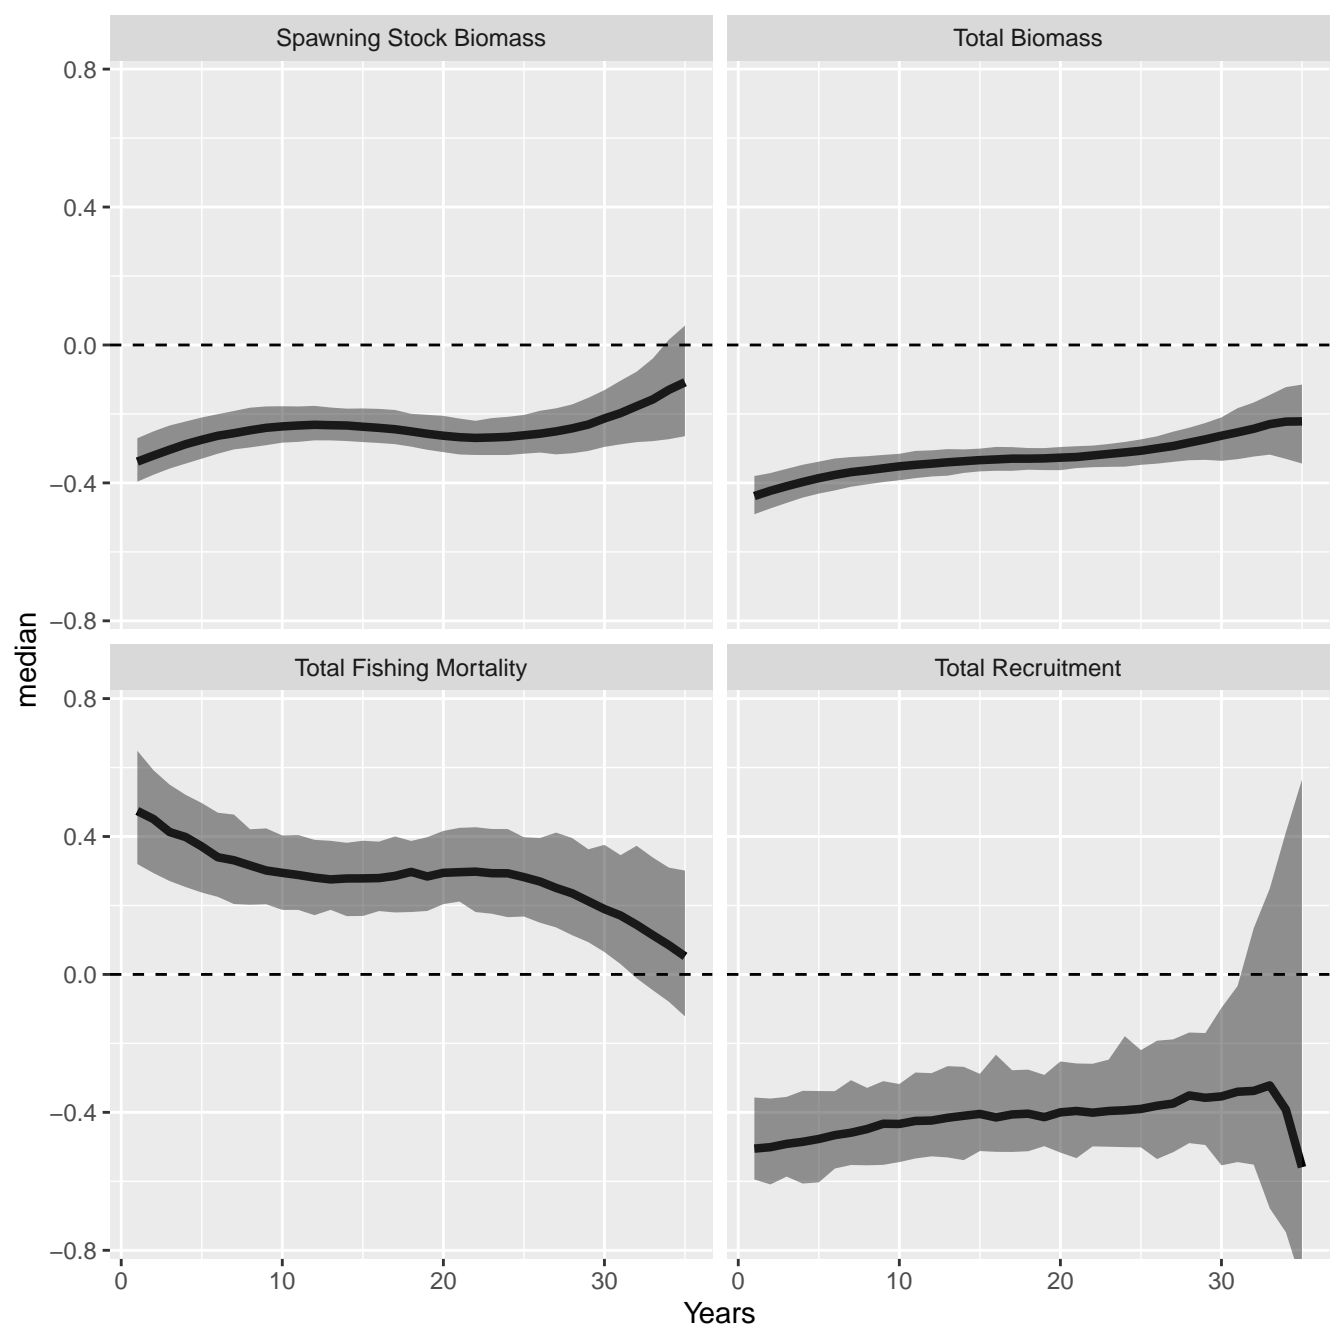 Spawning Stock Biomass
Total Biomass
0.8
0.4
0.0
−0.4
−0.8
median
Total Fishing Mortality
Total Recruitment
0.8
0.4
0.0
−0.4
−0.8
0 10 20 30
0 10 20 30
Years